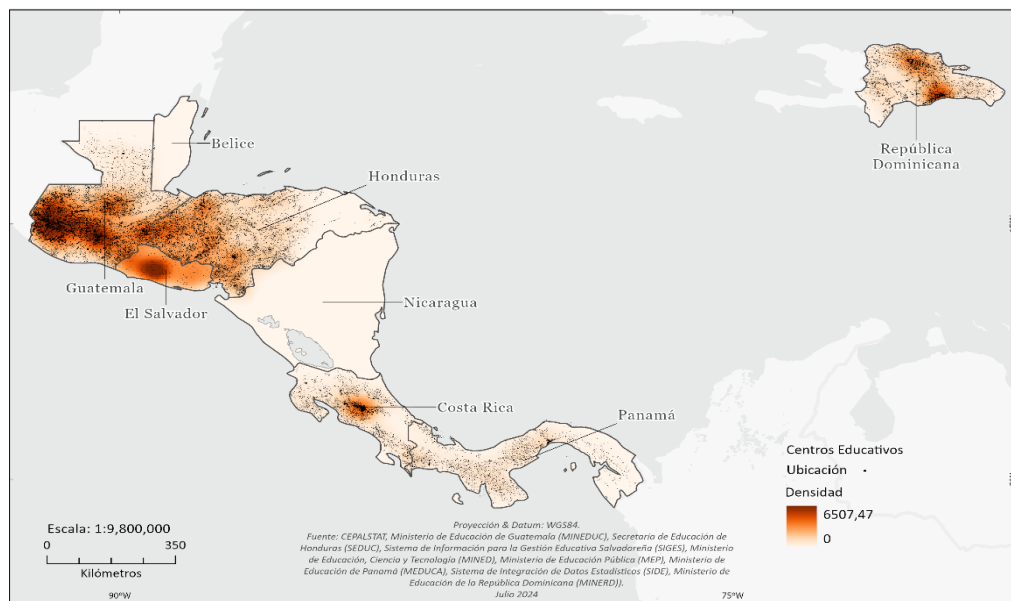 Belice
Honduras
República
Dominicana
Guatemala
El Salvador
Nicaragua
Costa Rica
Panamá
Centros Educativos
Ubicación
Densidad
6507,47
0
Escala: 1:9,800,000
0 350
Kilómetros
Proyección & Datum: WGS84.
Fuente: CEPALSTAT, Ministerio de Educación de Guatemala (MINEDUC), Secretario de Educación de
Honduras (SEDUC), Sistema de Información para la Gestión Educativa Salvadoreña (SIGES), Ministerio
de Educación, Ciencia y Tecnología (MINED), Ministerio de Educación Pública (MEP), Ministerio de
Educación de Panamá (MEDUCA), Sistema de Integración de Datos Estadísticos (SIDE), Ministerio de
Educación de la República Dominicana (MINERD)).
Julio 2024
90°W
75°W